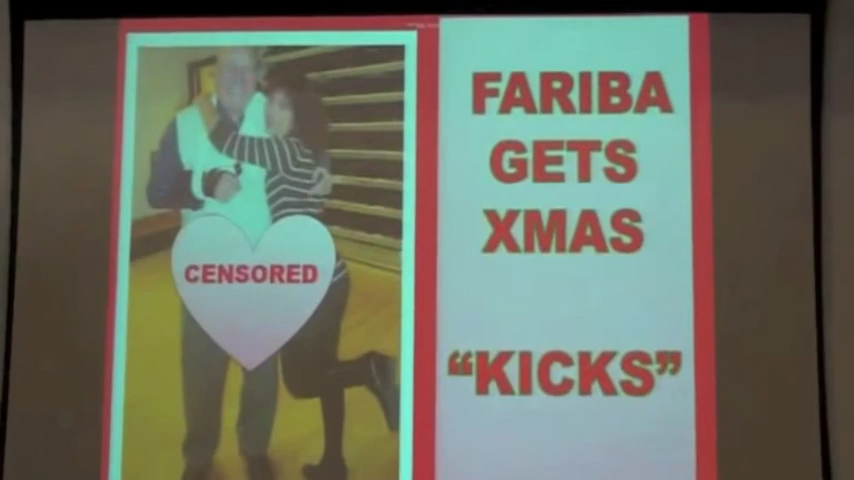 CENSORED
FARIBA
GETS
XMAS
“KICKS”